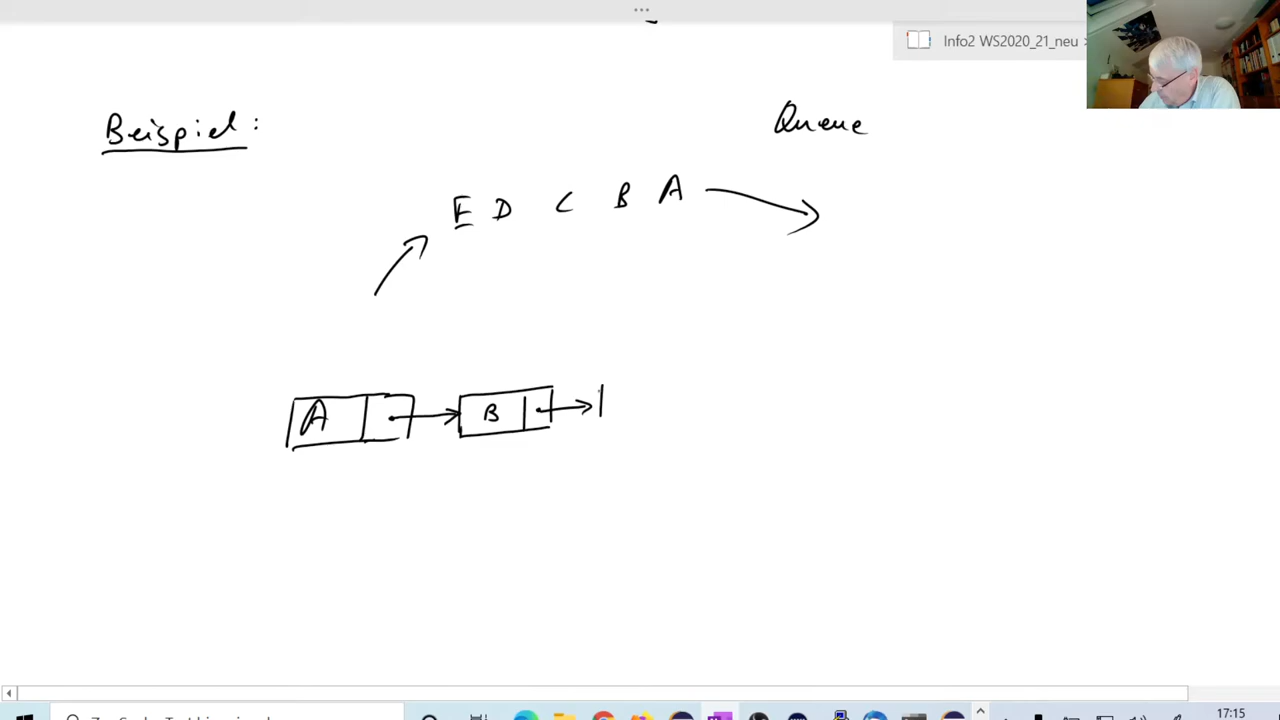 Info2 WS2020_21_neu >
Beispiel:
Queue
E D C B A
A
B
17:15